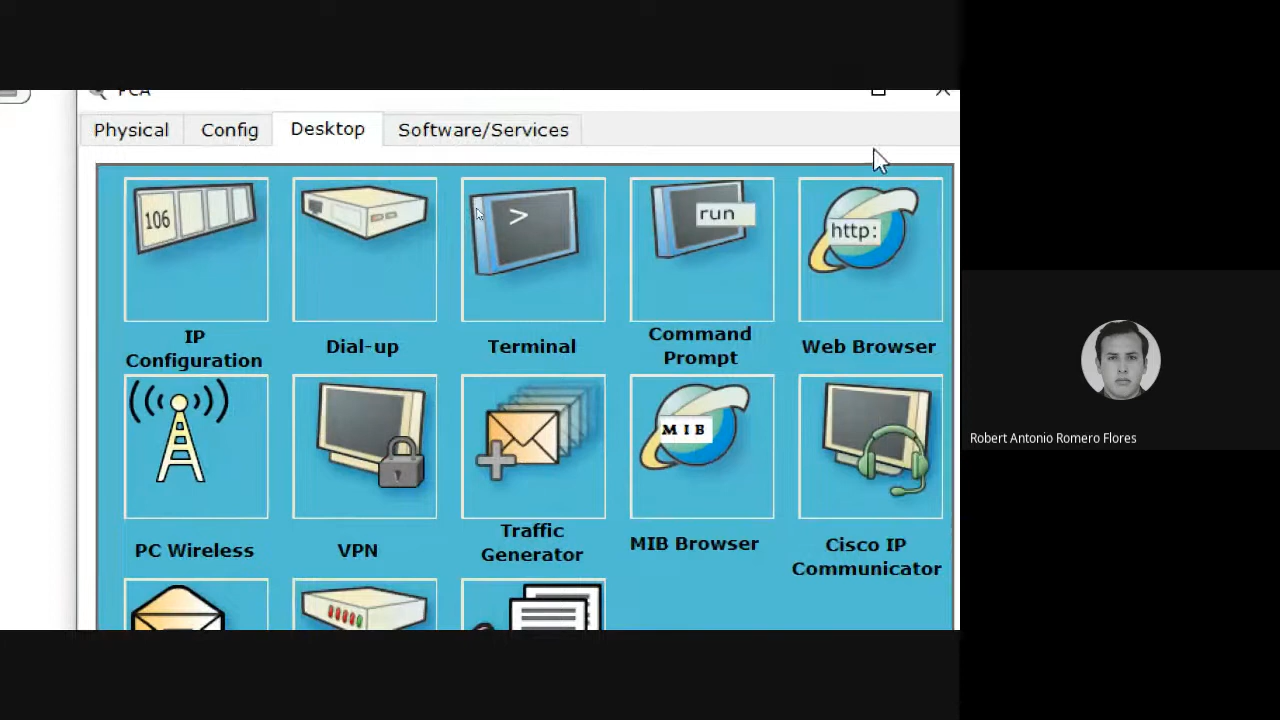 PCA
Physical
Config
Desktop
Software/Services
106
>
run
http:
IP
Configuration
Dial-up
Terminal
Command
Prompt
Web Browser
MIB
PC Wireless
VPN
Traffic
Generator
MIB Browser
Cisco IP
Communicator
Robert Antonio Romero Flores